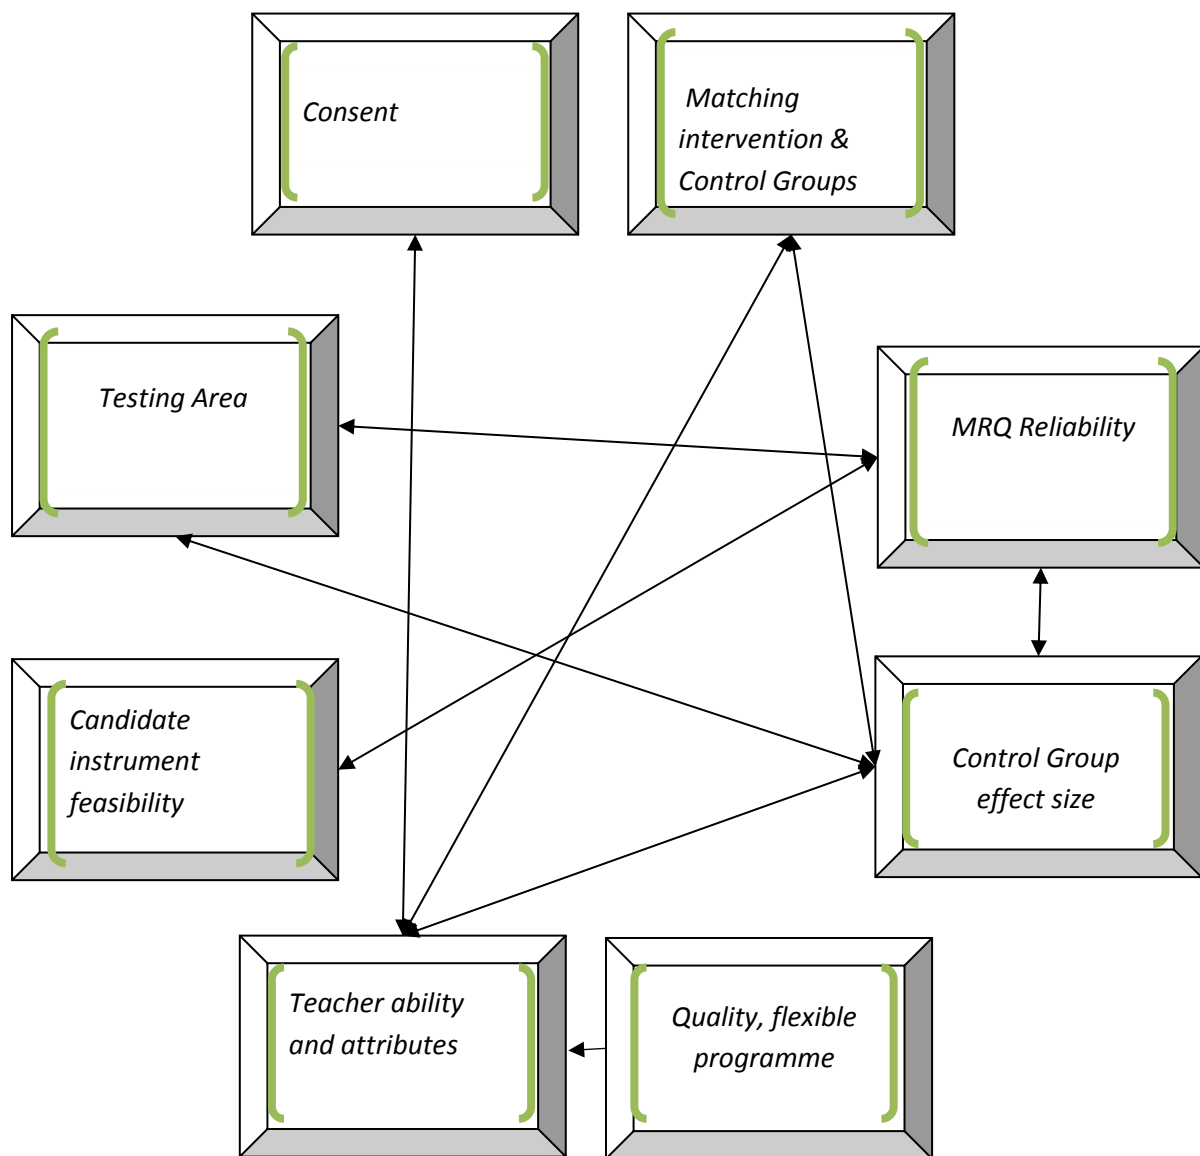 Consent
Matching
intervention &
Control Groups
Testing Area
MRQ Reliability
Candidate
instrument
feasibility
Control Group
effect size
Teacher ability
and attributes
Quality, flexible
programme